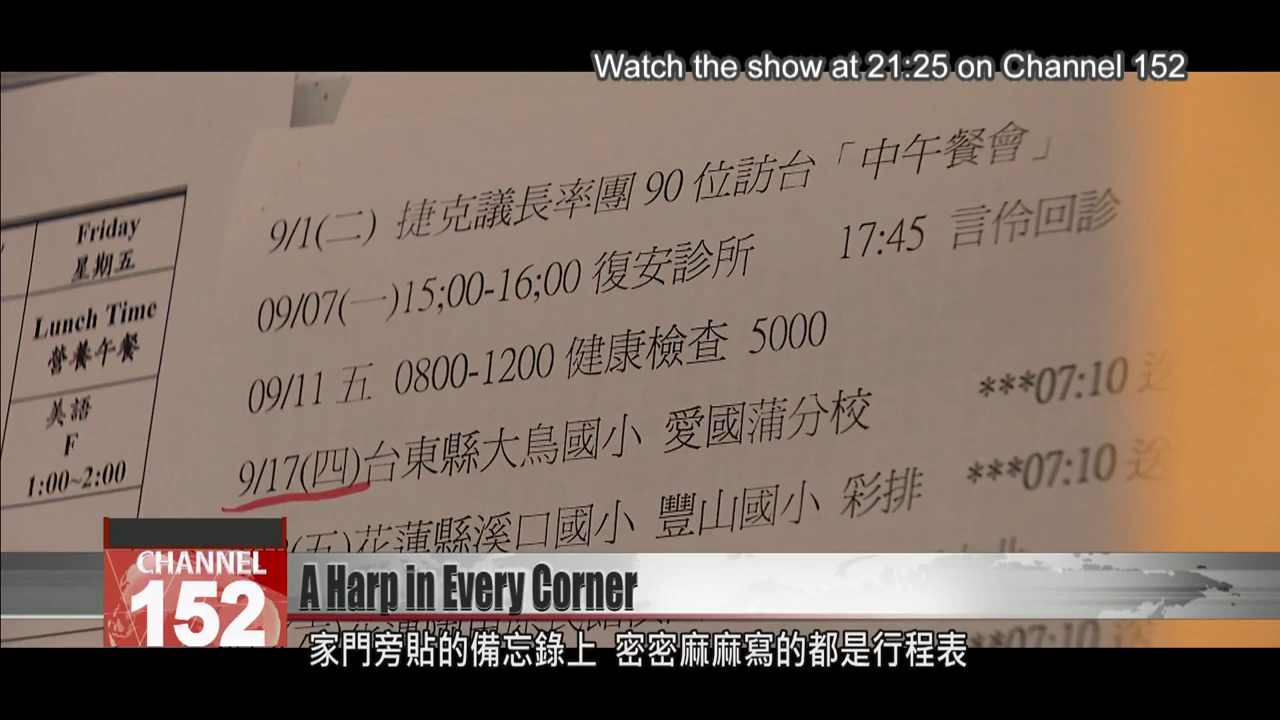 Watch the show at 21:25 on Channel 152
Friday
星期五
Lunch Time
營養午餐
美語
F
1:00~2:00
9/1(二) 捷克議長率團 90 位訪台「中午餐會」
09/07(一)15;00-16;00 復安診所 17:45 言伶回診
09/11 五 0800-1200 健康檢查 5000
9/17(四)台東縣大鳥國小 愛國蒲分校 ***07:10 送
(五)花蓮縣溪口國小 豐山國小 彩排 ***07:10 送
CHANNEL
152
A Harp in Every Corner
家門旁貼的備忘錄上 密密麻麻寫的都是行程表